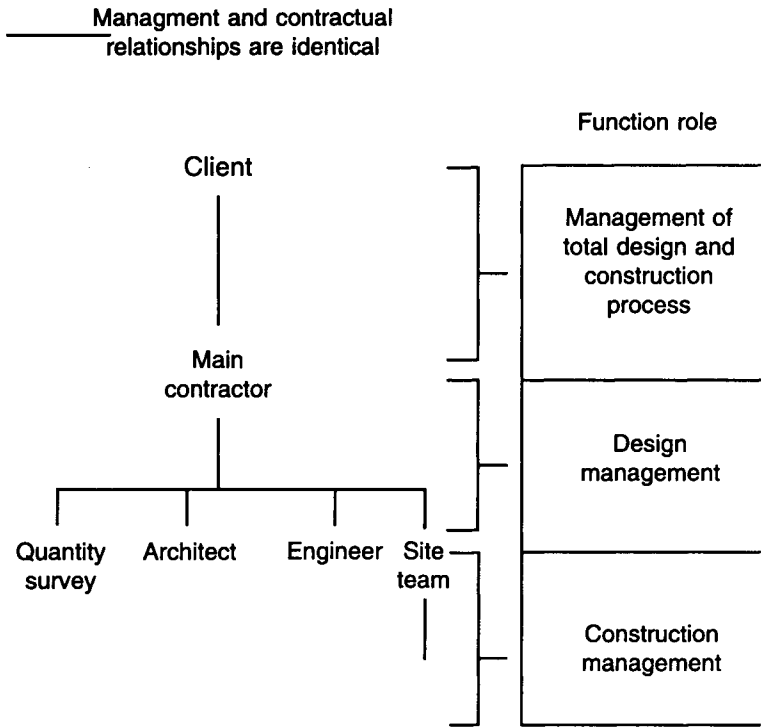 Managment and contractual
relationships are identical
Function role
Client
Management of
total design and
construction
process
Main
contractor
Design
management
Quantity
survey
Architect
Engineer
Site
team
Construction
management